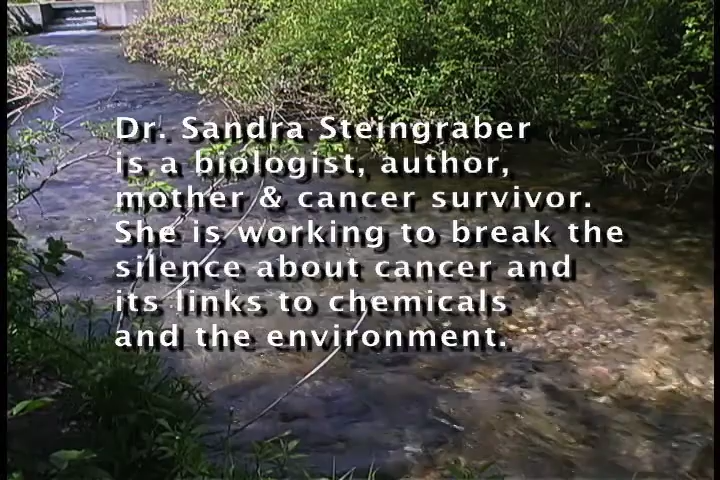 Dr. Sandra Steingraber
is a biologist, author,
mother & cancer survivor.
She is working to break the
silence about cancer and
its links to chemicals
and the environment.